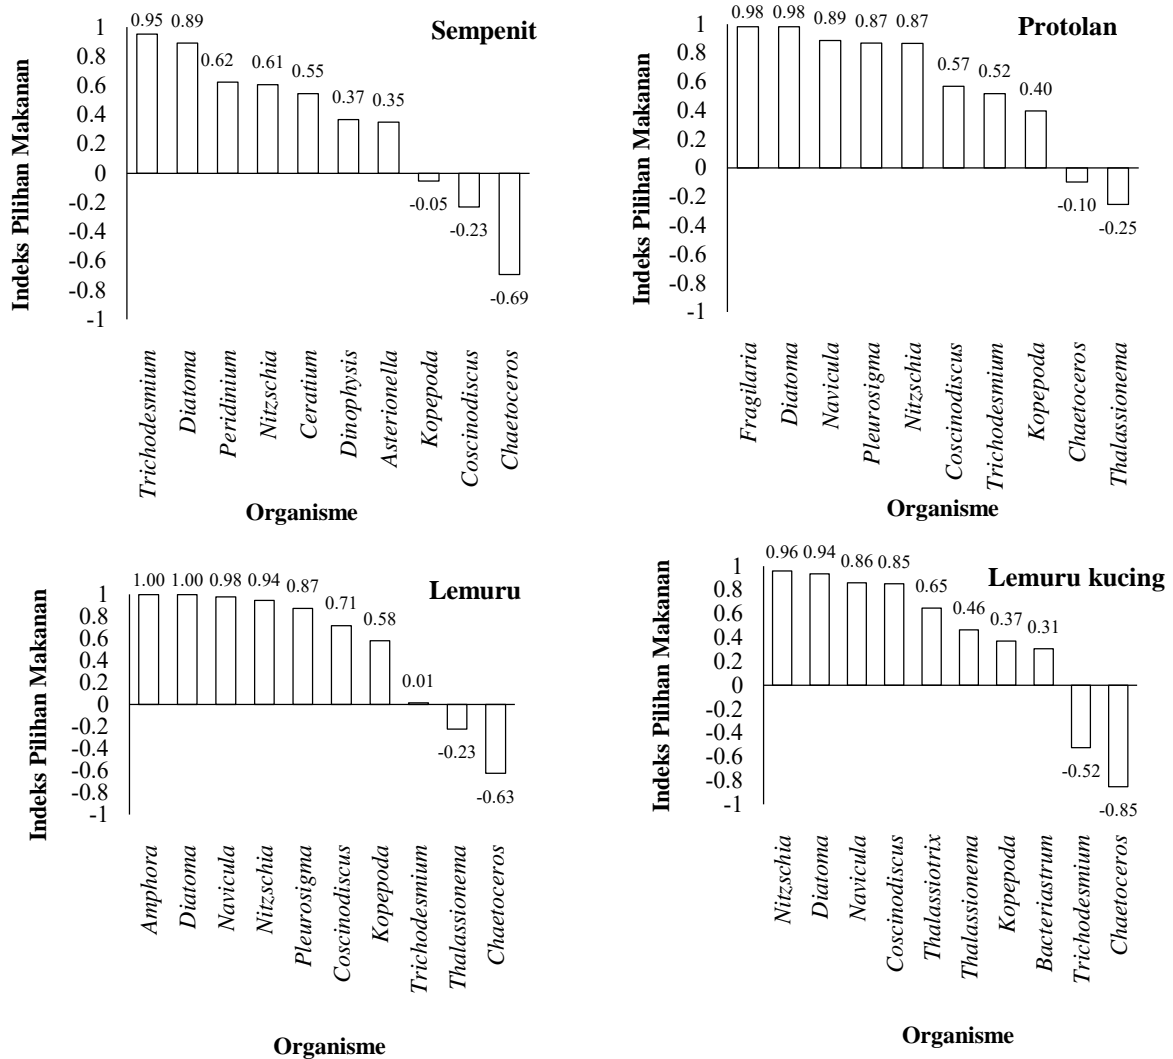 Sempenit
Indeks Pilihan Makanan
1
0.8
0.6
0.4
0.2
0
-0.2
-0.4
-0.6
-0.8
-1
0.95
0.89
0.62
0.61
0.55
0.37
0.35
-0.05
-0.23
-0.69
Trichodesmium
Diatoma
Peridinium
Nitzschia
Ceratium
Dinophysis
Asterionella
Kopepoda
Coscinodiscus
Chaetoceros
Organisme
Protolan
Indeks Pilihan Makanan
1
0.8
0.6
0.4
0.2
0
-0.2
-0.4
-0.6
-0.8
-1
0.98
0.98
0.89
0.87
0.87
0.57
0.52
0.40
-0.10
-0.25
Fragilaria
Diatoma
Navicula
Pleurosigma
Nitzschia
Coscinodiscus
Trichodesmium
Kopepoda
Chaetoceros
Thalassionema
Organisme
Lemuru
Indeks Pilihan Makanan
1
0.8
0.6
0.4
0.2
0
-0.2
-0.4
-0.6
-0.8
-1
1.00
1.00
0.98
0.94
0.87
0.71
0.58
0.01
-0.23
-0.63
Amphora
Diatoma
Navicula
Nitzschia
Pleurosigma
Coscinodiscus
Kopepoda
Trichodesmium
Thalassionema
Chaetoceros
Organisme
Lemuru kucing
Indeks Pilihan Makanan
1
0.8
0.6
0.4
0.2
0
-0.2
-0.4
-0.6
-0.8
-1
0.96
0.94
0.86
0.85
0.65
0.46
0.37
0.31
-0.52
-0.85
Nitzschia
Diatoma
Navicula
Coscinodiscus
Thalassiotrix
Thalassionema
Kopepoda
Bacteriastrum
Trichodesmium
Chaetoceros
Organisme